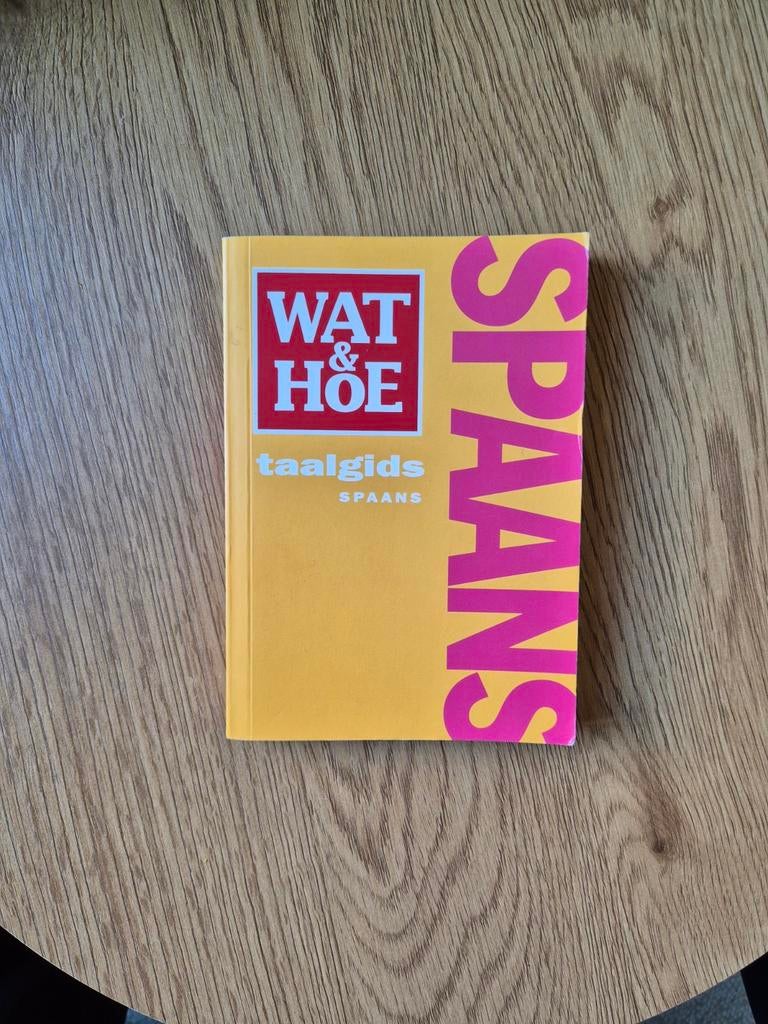 WAT
&
HOE
taalgids
SPAANS
SPAANS